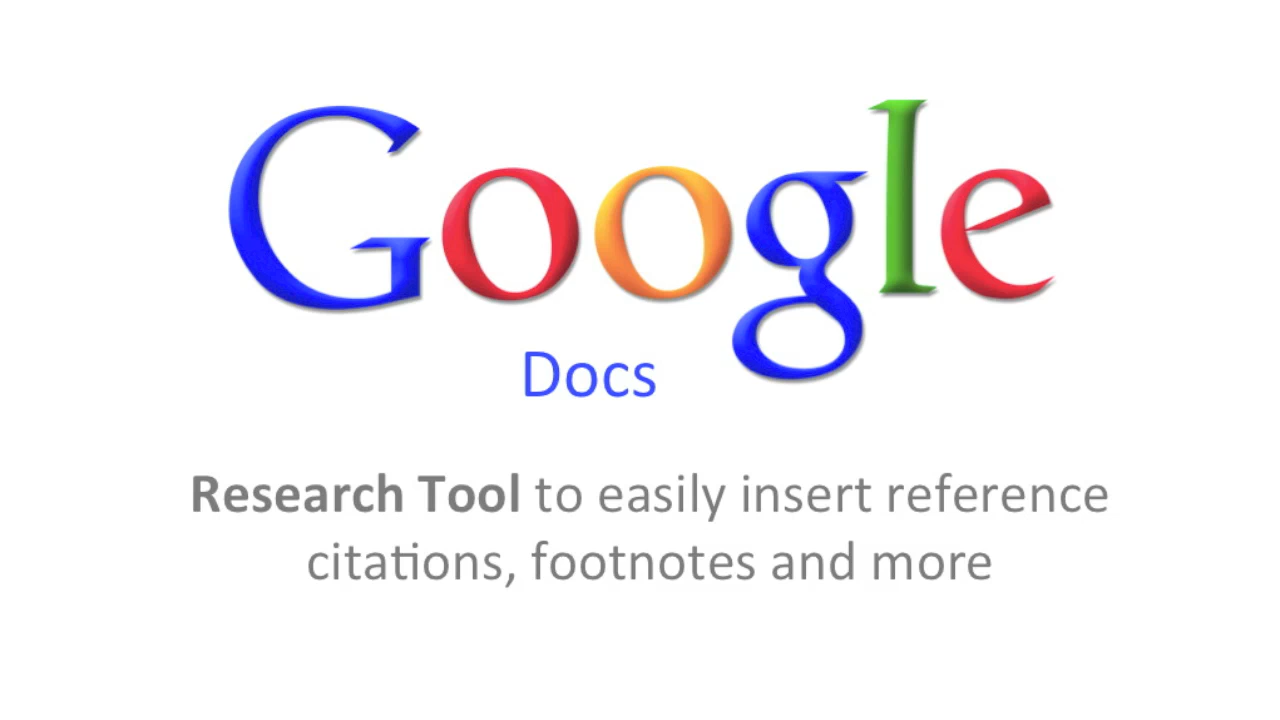 Google
Docs
Research Tool to easily insert reference
citations, footnotes and more